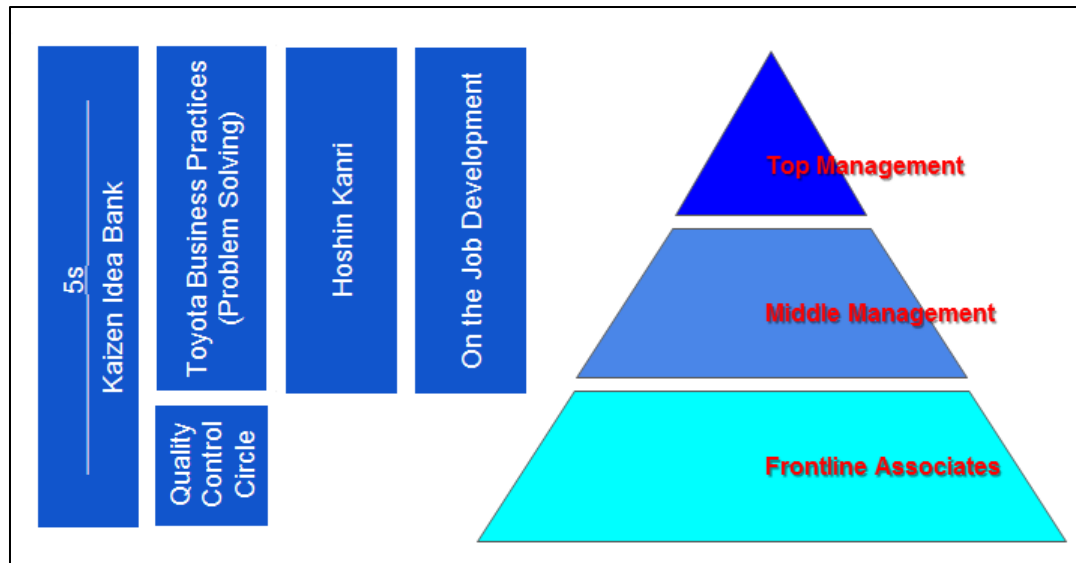 5s
Kaizen Idea Bank
Toyota Business Practices
(Problem Solving)
Quality
Control
Circle
Hoshin Kanri
On the Job Development
Top Management
Middle Management
Frontline Associates